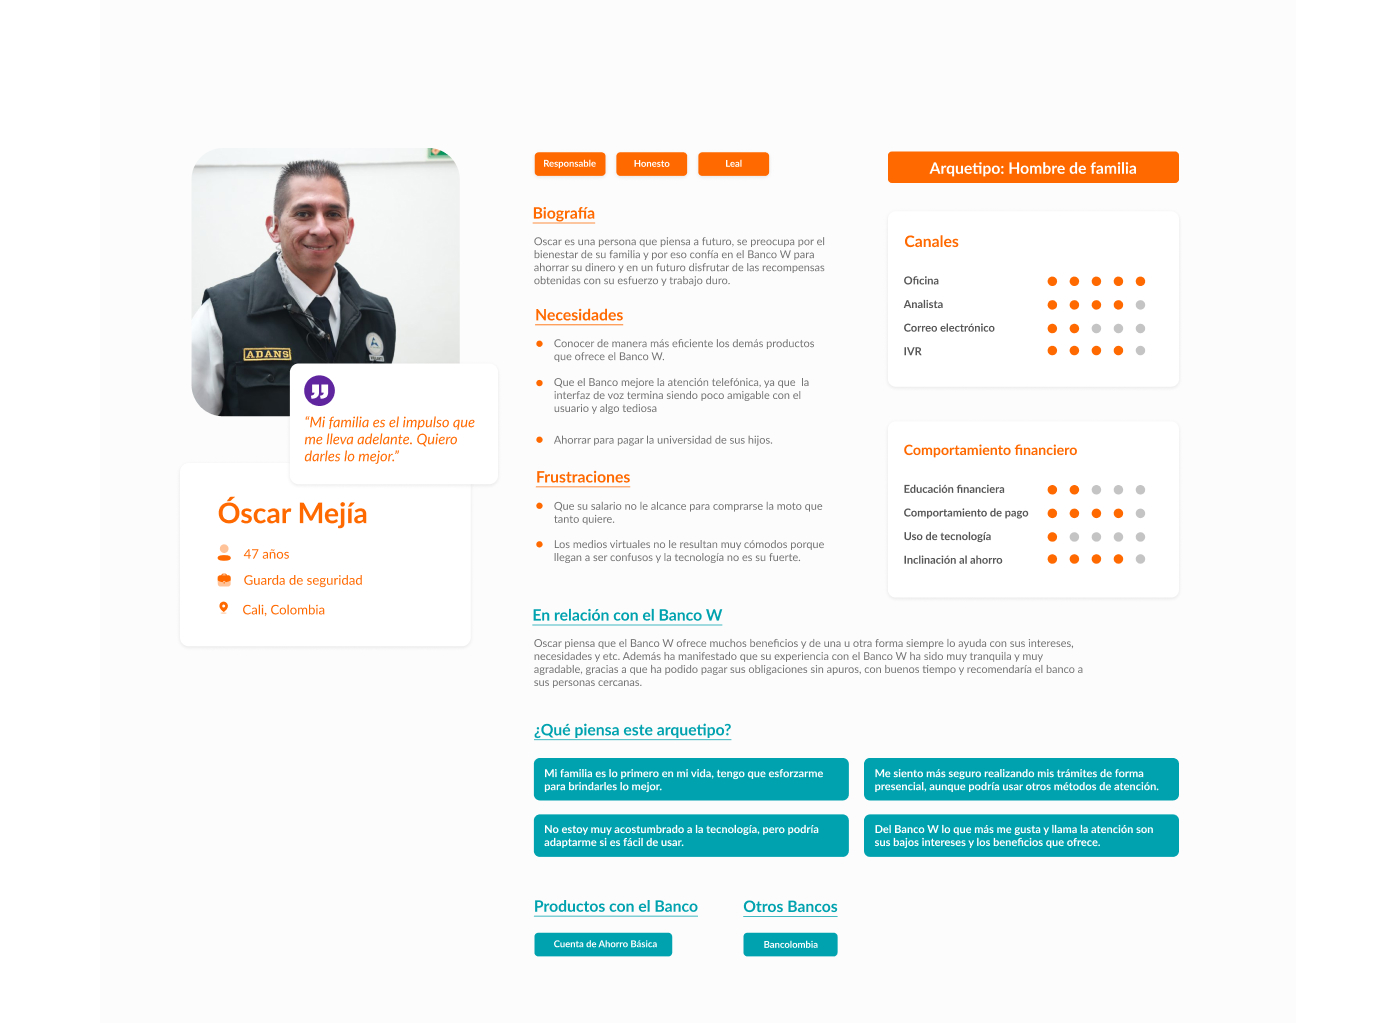 ADANS
"Mi familia es el impulso que
me lleva adelante. Quiero
darles lo mejor."
Óscar Mejía
47 años
Guarda de seguridad
Cali, Colombia
Responsable
Honesto
Leal
Biografía
Oscar es una persona que piensa a futuro, se preocupa por el
bienestar de su familia y por eso confía en el Banco W para
ahorrar su dinero y en un futuro disfrutar de las recompensas
obtenidas con su esfuerzo y trabajo duro.
Necesidades
Conocer de manera más eficiente los demás productos
que ofrece el Banco W.
Que el Banco mejore la atención telefónica, ya que  la
interfaz de voz termina siendo poco amigable con el
usuario y algo tediosa
Ahorrar para pagar la universidad de sus hijos.
Frustraciones
Que su salario no le alcance para comprarse la moto que
tanto quiere.
Los medios virtuales no le resultan muy cómodos porque
llegan a ser confusos y la tecnología no es su fuerte.
Arquetipo: Hombre de familia
Canales
Oficina
Analista
Correo electrónico
IVR
Comportamiento financiero
Educación financiera
Comportamiento de pago
Uso de tecnología
Inclinación al ahorro
En relación con el Banco W
Oscar piensa que el Banco W ofrece muchos beneficios y de una u otra forma siempre lo ayuda con sus intereses,
necesidades y etc. Además ha manifestado que su experiencia con el Banco W ha sido muy tranquila y muy
agradable, gracias a que ha podido pagar sus obligaciones sin apuros, con buenos tiempo y recomendaría el banco a
sus personas cercanas.
¿Qué piensa este arquetipo?
Mi familia es lo primero en mi vida, tengo que esforzarme
para brindarles lo mejor.
Me siento más seguro realizando mis trámites de forma
presencial, aunque podría usar otros métodos de atención.
No estoy muy acostumbrado a la tecnología, pero podría
adaptarme si es fácil de usar.
Del Banco W lo que más me gusta y llama la atención son
sus bajos intereses y los beneficios que ofrece.
Productos con el Banco
Cuenta de Ahorro Básica
Otros Bancos
Bancolombia